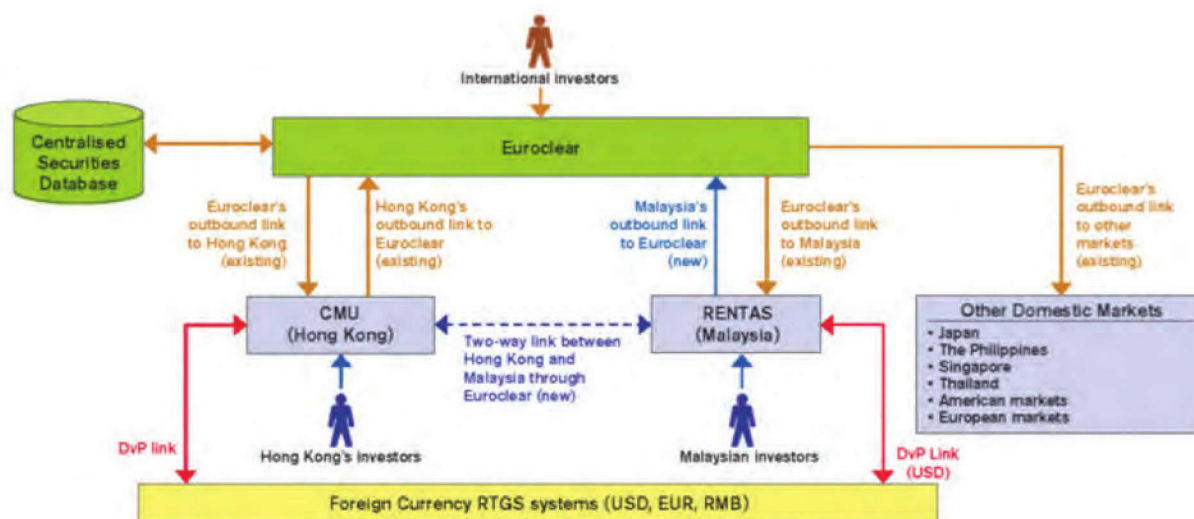 International investors
Centralised
Securities
Database
Euroclear
Euroclear's
outbound link
to Hong Kong
(existing)
Hong Kong's
outbound link to
Euroclear
(existing)
Malaysia's
outbound link
to Euroclear
(new)
Euroclear's
outbound link
to Malaysia
(existing)
Euroclear's
outbound link
to other
markets
(existing)
CMU
(Hong Kong)
Two-way link between
Hong Kong and
Malaysia through
Euroclear (new)
RENTAS
(Malaysia)
Other Domestic Markets
• Japan
• The Philippines
• Singapore
• Thailand
• American markets
• European markets
DvP link
Hong Kong's investors
Malaysian investors
DvP Link
(USD)
Foreign Currency RTGS systems (USD, EUR, RMB)